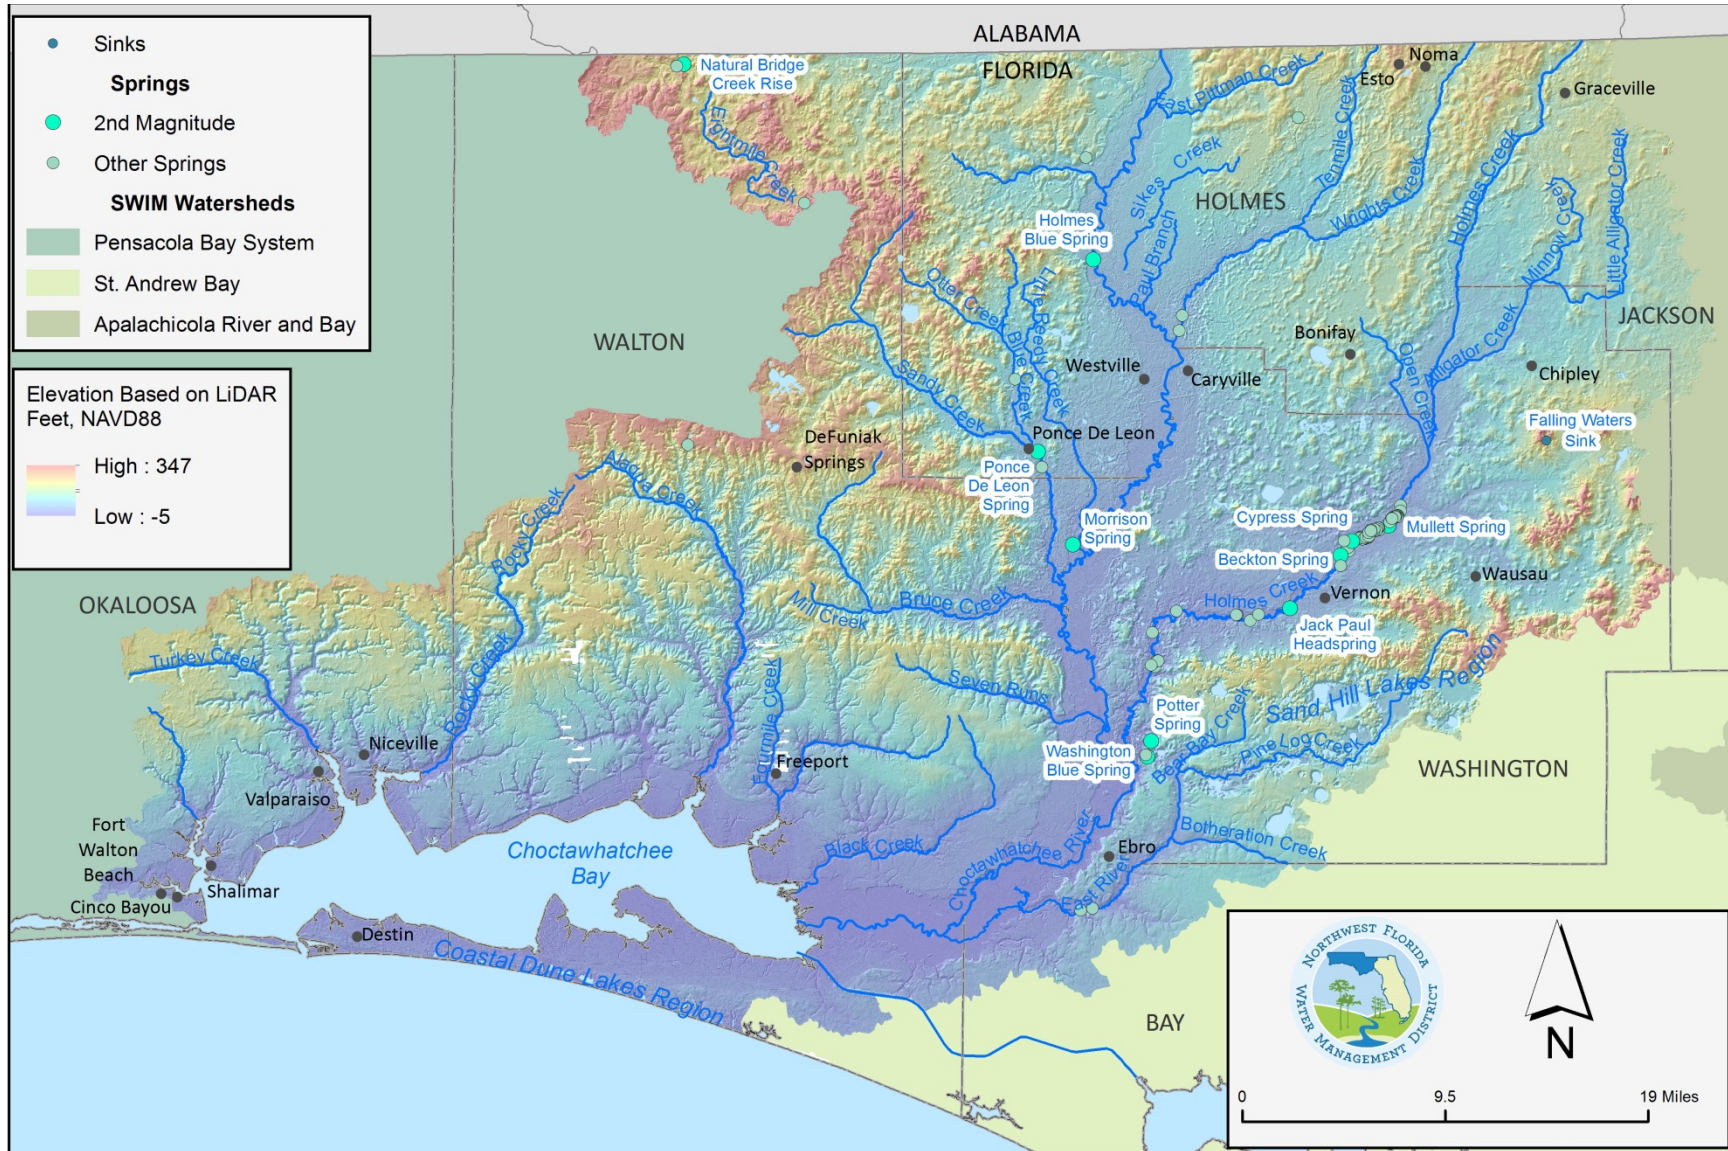 Sinks
Springs
2nd Magnitude
Other Springs
SWIM Watersheds
Pensacola Bay System
St. Andrew Bay
Apalachicola River and Bay
Elevation Based on LiDAR
Feet, NAVD88
High : 347
Low : -5
ALABAMA
FLORIDA
Natural Bridge
Creek Rise
Eightmile Creek
East Pittman Creek
Esto
Noma
Graceville
Tenmile Creek
Sikes Creek
HOLMES
Holmes
Blue Spring
Paul Branch
Wrights Creek
Holmes Creek
Minnow Creek
Little Alligator Creek
JACKSON
Otter Creek
Little Reedy Creek
Blue Creek
WALTON
Sandy Creek
Westville
Caryville
Bonifay
Open Creek
Alligator Creek
Chipley
Falling Waters
Sink
DeFuniak
Springs
Ponce De Leon
Ponce
De Leon
Spring
Alaqua Creek
Rocky Creek
Morrison
Spring
Cypress Spring
Mullett Spring
Beckton Spring
Wausau
Vernon
Holmes Creek
Jack Paul
Headspring
OKALOOSA
Mill Creek
Bruce Creek
Turkey Creek
Rocky Creek
Seven Runs
Fourmile Creek
Sand Hill Lakes Region
Potter
Spring
Bear Bay Creek
Pine Log Creek
Washington
Blue Spring
WASHINGTON
Niceville
Valparaiso
Freeport
Fort
Walton
Beach
Shalimar
Cinco Bayou
Destin
Choctawhatchee
Bay
Black Creek
Choctawhatchee River
Ebro
East River
Botheration Creek
Coastal Dune Lakes Region
BAY
NORTHWEST FLORIDA
WATER MANAGEMENT DISTRICT
N
0
9.5
19 Miles